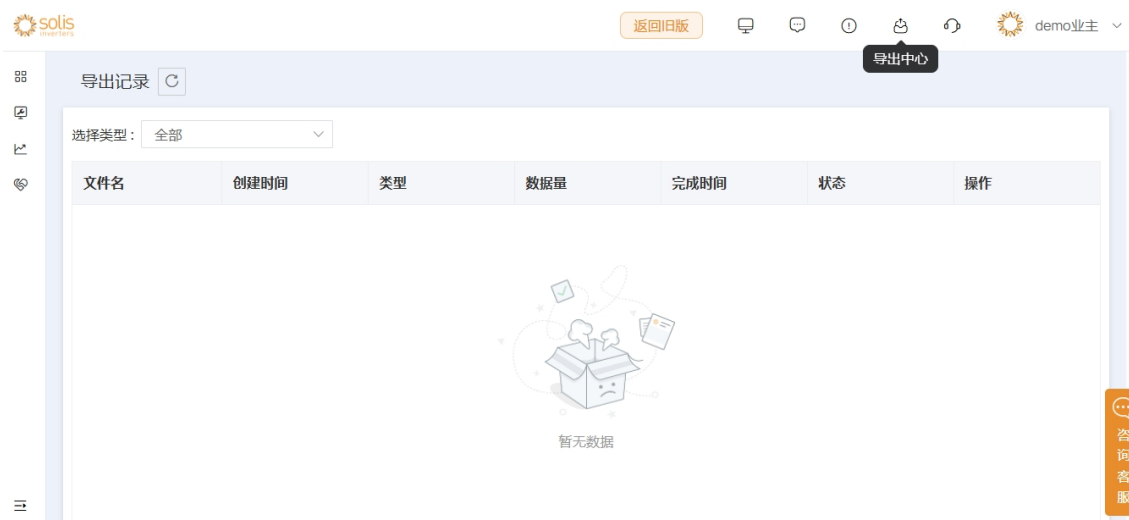 solis
inverters
返回旧版
demo业主
导出中心
导出记录
选择类型: 全部
文件名 创建时间 类型 数据量 完成时间 状态 操作
暂无数据
咨询客服